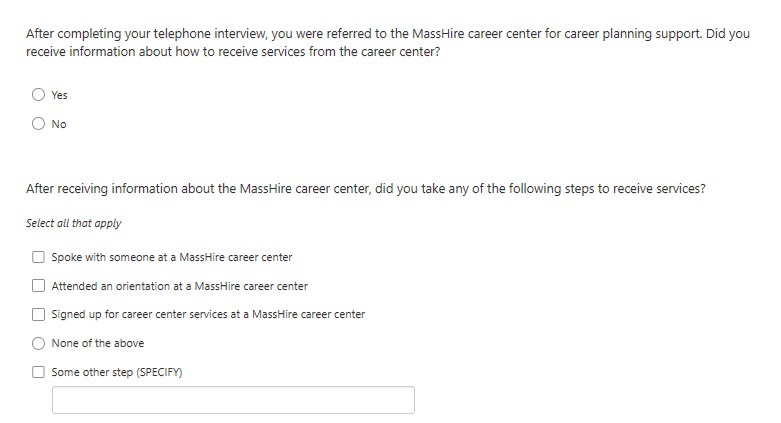 After completing your telephone interview, you were referred to the MassHire career center for career planning support. Did you
receive information about how to receive services from the career center?
Yes
No
After receiving information about the MassHire career center, did you take any of the following steps to receive services?
Select all that apply
Spoke with someone at a MassHire career center
Attended an orientation at a MassHire career center
Signed up for career center services at a MassHire career center
None of the above
Some other step (SPECIFY)